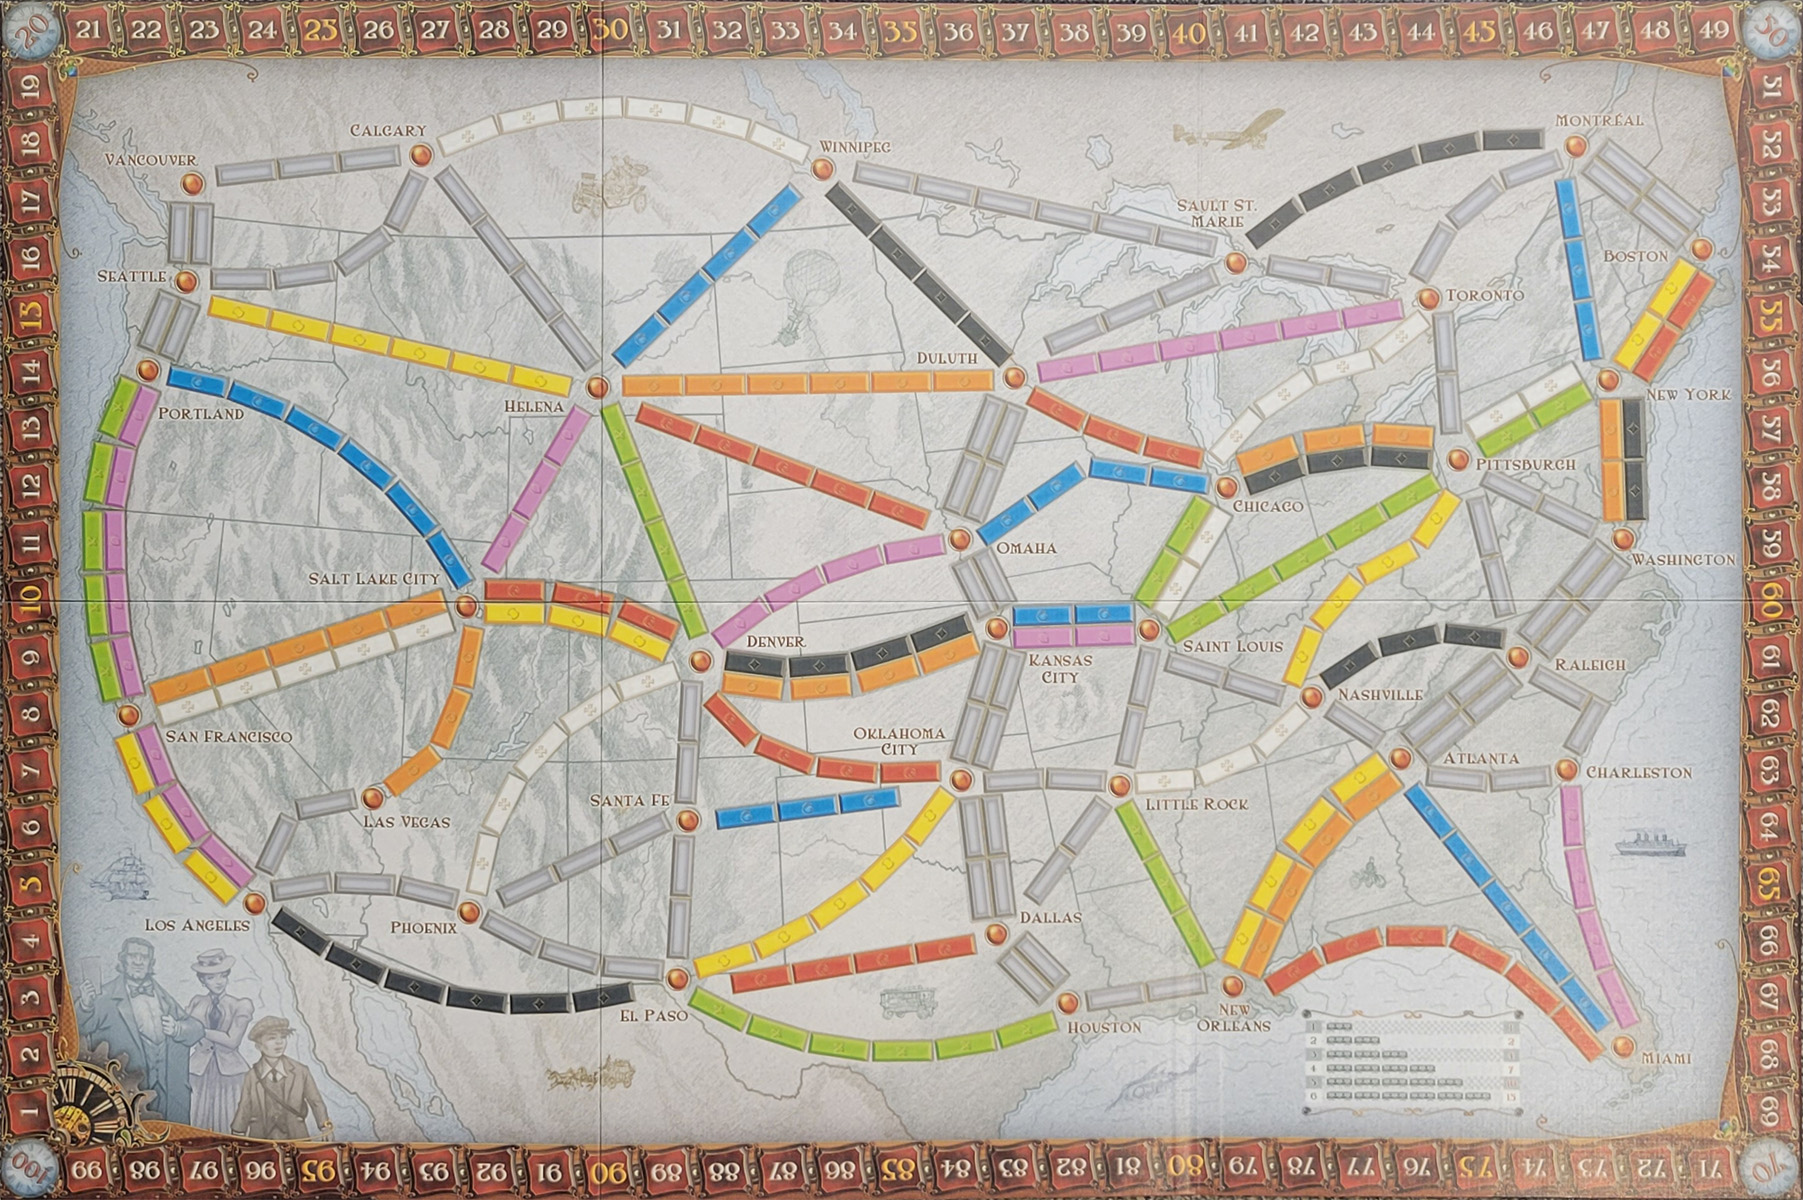 20 21 22 23 24 25 26 27 28 29 30 31 32 33 34 35 36 37 38 39 40 41 42 43 44 45 46 47 48 49 50
19
18
17
16
15
14
13
12
11
10
9
8
7
6
5
4
3
2
1
51
52
53
54
55
56
57
58
59
60
61
62
63
64
65
66
67
68
69
CALGARY
MONTRÉAL
VANCOUVER
WINNIPEG
SAULT ST.
MARIE
SEATTLE
BOSTON
TORONTO
DULUTH
PORTLAND
HELENA
NEW YORK
PITTSBURGH
CHICAGO
OMAHA
WASHINGTON
SALT LAKE CITY
DENVER
KANSAS
CITY
SAINT LOUIS
RALEIGH
NASHVILLE
SAN FRANCISCO
OKLAHOMA
CITY
ATLANTA
CHARLESTON
SANTA FE
LITTLE ROCK
LAS VEGAS
LOS ANGELES
PHOENIX
DALLAS
EL PASO
HOUSTON
NEW
ORLEANS
MIAMI
1 1
2 2
3
4 7
5
6 15
VII
100 99 98 97 96 95 94 93 92 91 90 89 88 87 86 85 84 83 82 81 80 79 78 77 76 75 74 73 72 71 70